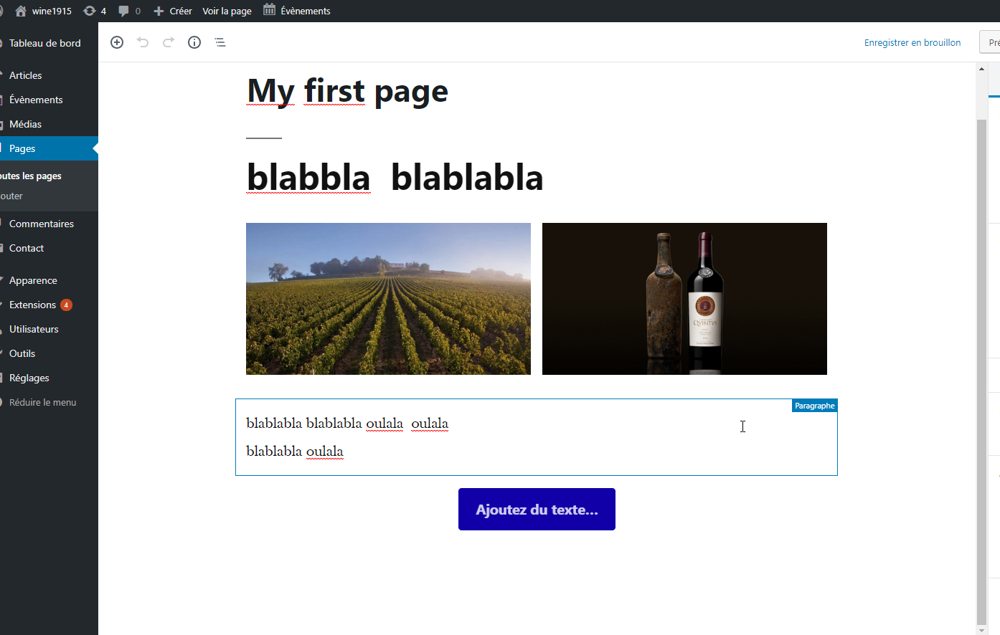 wine1915 4 0 Créer Voir la page Évènements
Tableau de bord
Enregistrer en brouillon
Articles
Évènements
Médias
Pages
outes les pages
outer
Commentaires
Contact
Apparence
Extensions 4
Utilisateurs
Outils
Réglages
Réduire le menu
My first page
blabbla blablabla
QVINTVS
Paragraphe
blablabla blablabla oulala oulala
blablabla oulala
Ajoutez du texte…